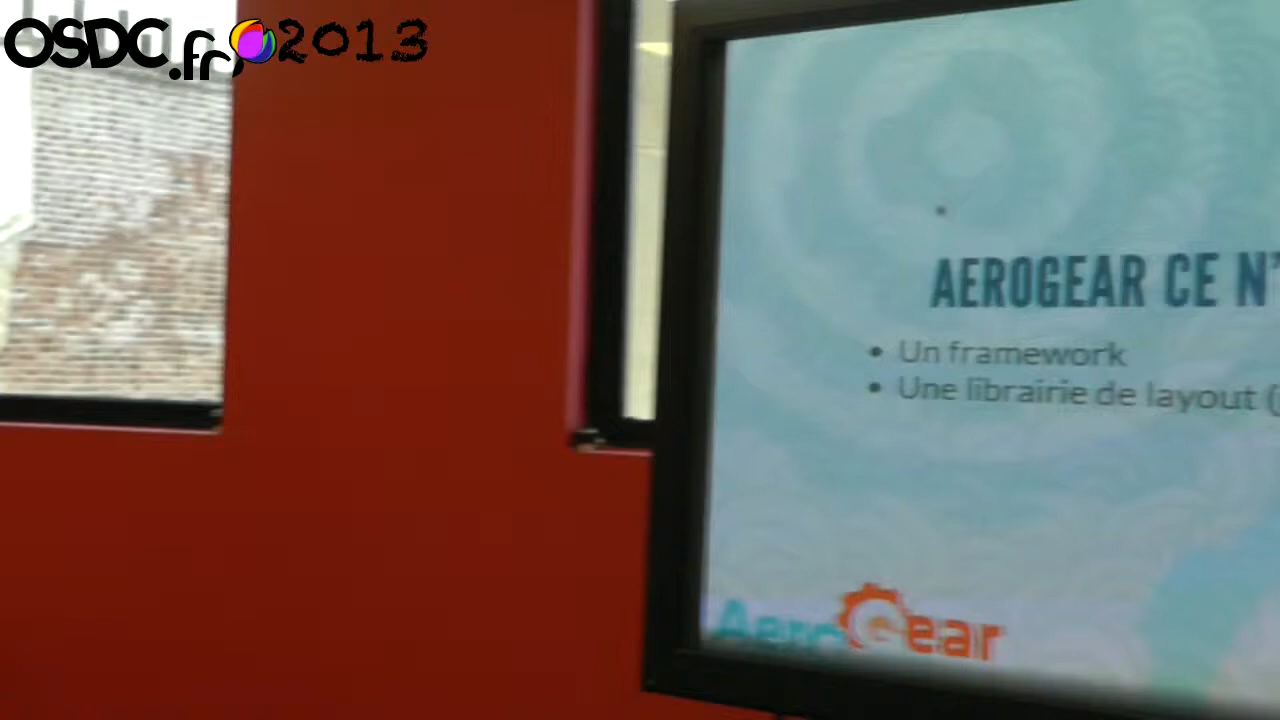 OSDC.fr 2013
AEROGEAR CE N'
Un framework
Une librairie de layout (
AeroGear